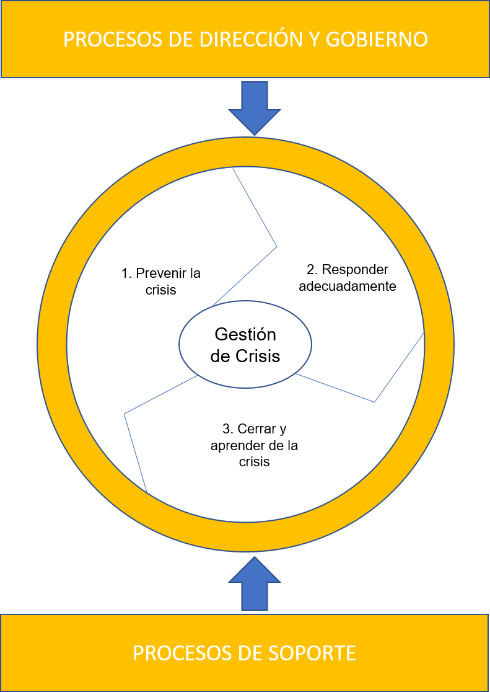 PROCESOS DE DIRECCIÓN Y GOBIERNO
1. Prevenir la
crisis
2. Responder
adecuadamente
Gestión
de Crisis
3. Cerrar y
aprender de la
crisis
PROCESOS DE SOPORTE